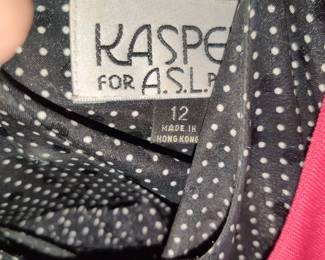 KASPE
FOR A.S.L.P
12
MADE IN
HONG KONG